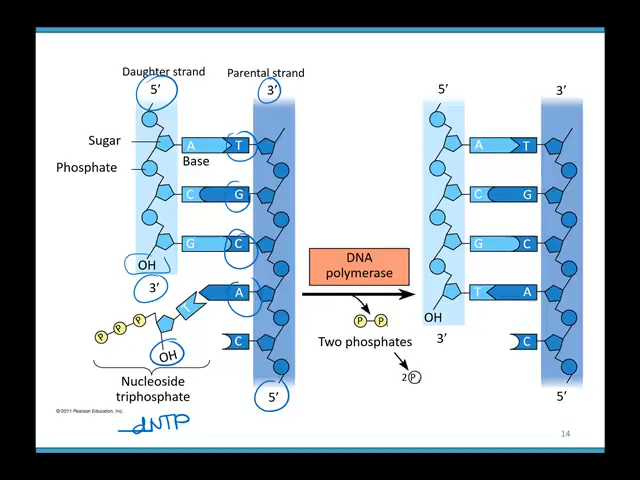 Daughter strand
Parental strand
5’
3’
5’
3’
Sugar
A T
A T
Phosphate
Base
C G
C G
G C
G C
OH
3’
DNA
polymerase
T A
T A
P P P
OH
P P
OH
C
Two phosphates
3’
C
2 P
Nucleoside
triphosphate
5’
5’
© 2011 Pearson Education, Inc.
dNTP
14